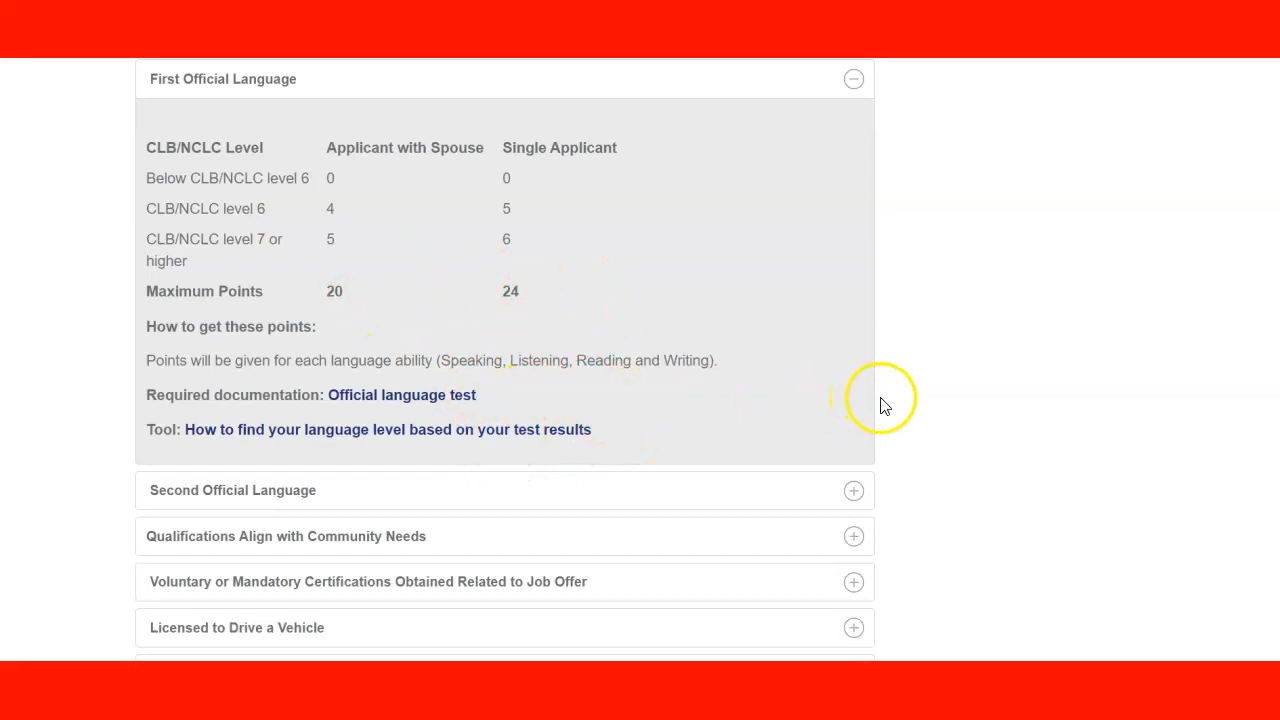 First Official Language
CLB/NCLC Level Applicant with Spouse Single Applicant
Below CLB/NCLC level 6 0 0
CLB/NCLC level 6 4 5
CLB/NCLC level 7 or 5 6
higher
Maximum Points 20 24
How to get these points:
Points will be given for each language ability (Speaking, Listening, Reading and Writing).
Required documentation: Official language test
Tool: How to find your language level based on your test results
Second Official Language
Qualifications Align with Community Needs
Voluntary or Mandatory Certifications Obtained Related to Job Offer
Licensed to Drive a Vehicle